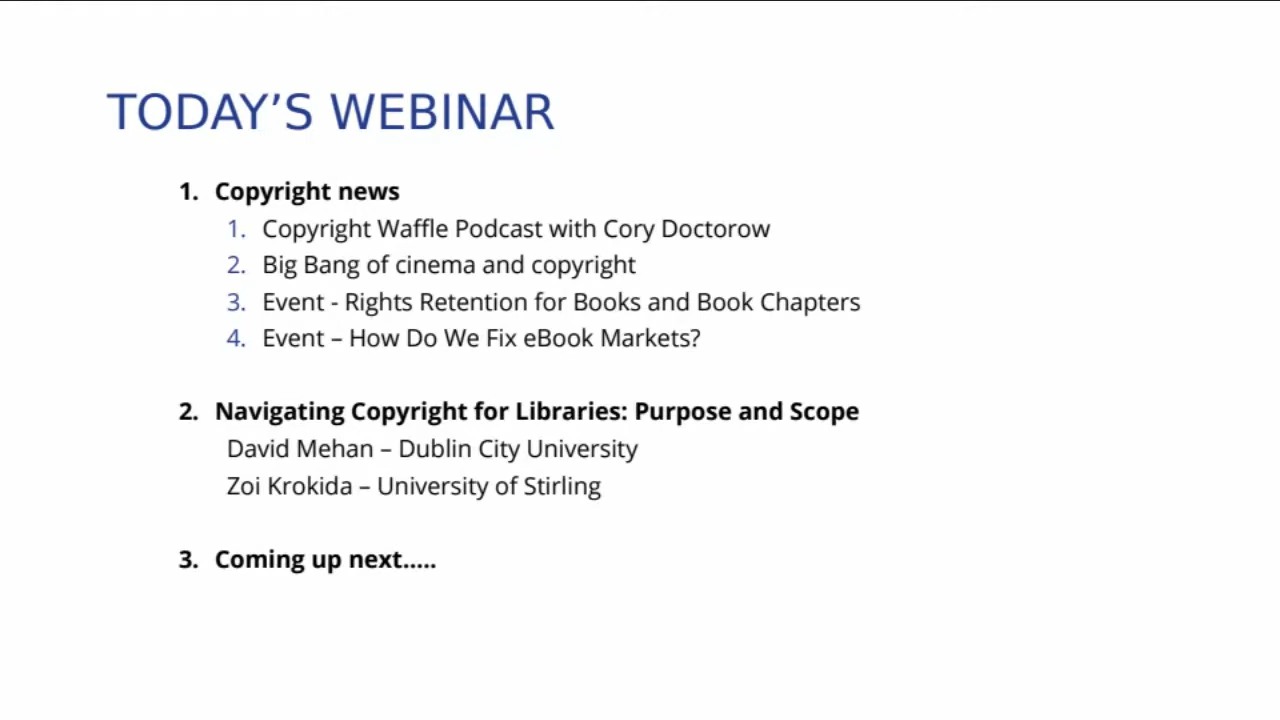 TODAY’S WEBINAR
1. Copyright news
1. Copyright Waffle Podcast with Cory Doctorow
2. Big Bang of cinema and copyright
3. Event - Rights Retention for Books and Book Chapters
4. Event – How Do We Fix eBook Markets?
2. Navigating Copyright for Libraries: Purpose and Scope
David Mehan – Dublin City University
Zoi Krokida – University of Stirling
3. Coming up next.....